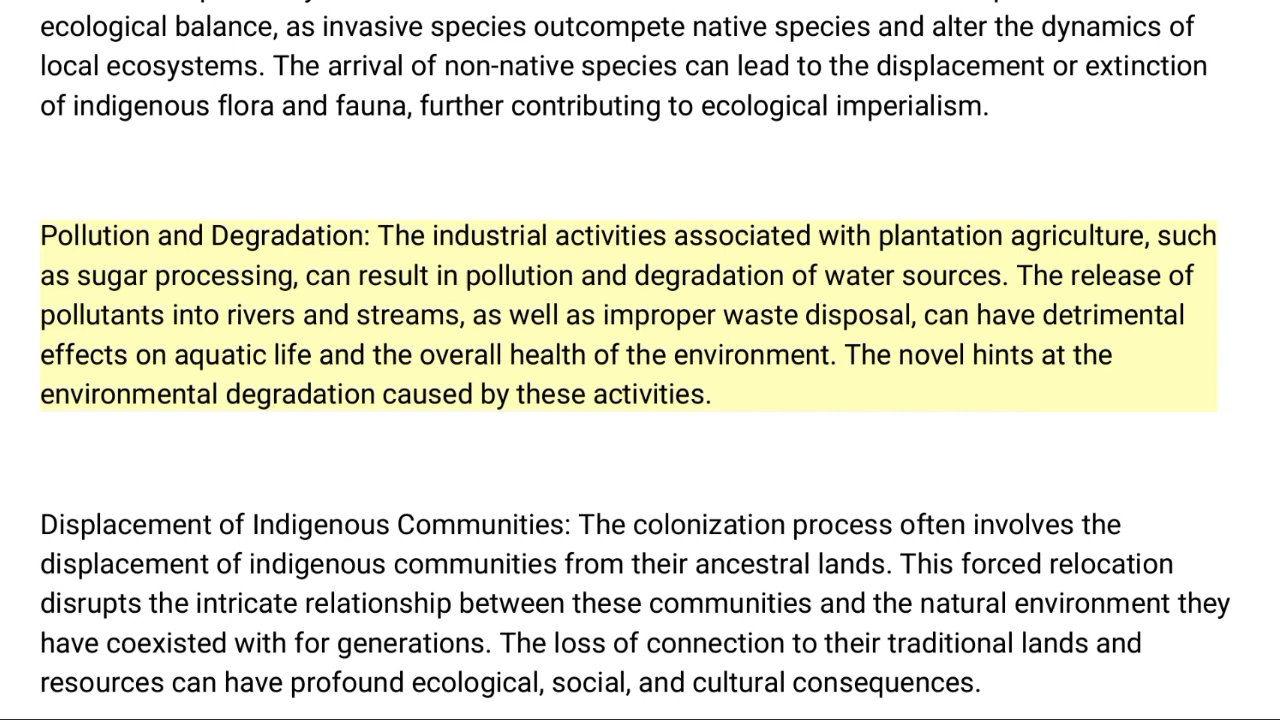 ecological balance, as invasive species outcompete native species and alter the dynamics of
local ecosystems. The arrival of non-native species can lead to the displacement or extinction
of indigenous flora and fauna, further contributing to ecological imperialism.
Pollution and Degradation: The industrial activities associated with plantation agriculture, such
as sugar processing, can result in pollution and degradation of water sources. The release of
pollutants into rivers and streams, as well as improper waste disposal, can have detrimental
effects on aquatic life and the overall health of the environment. The novel hints at the
environmental degradation caused by these activities.
Displacement of Indigenous Communities: The colonization process often involves the
displacement of indigenous communities from their ancestral lands. This forced relocation
disrupts the intricate relationship between these communities and the natural environment they
have coexisted with for generations. The loss of connection to their traditional lands and
resources can have profound ecological, social, and cultural consequences.